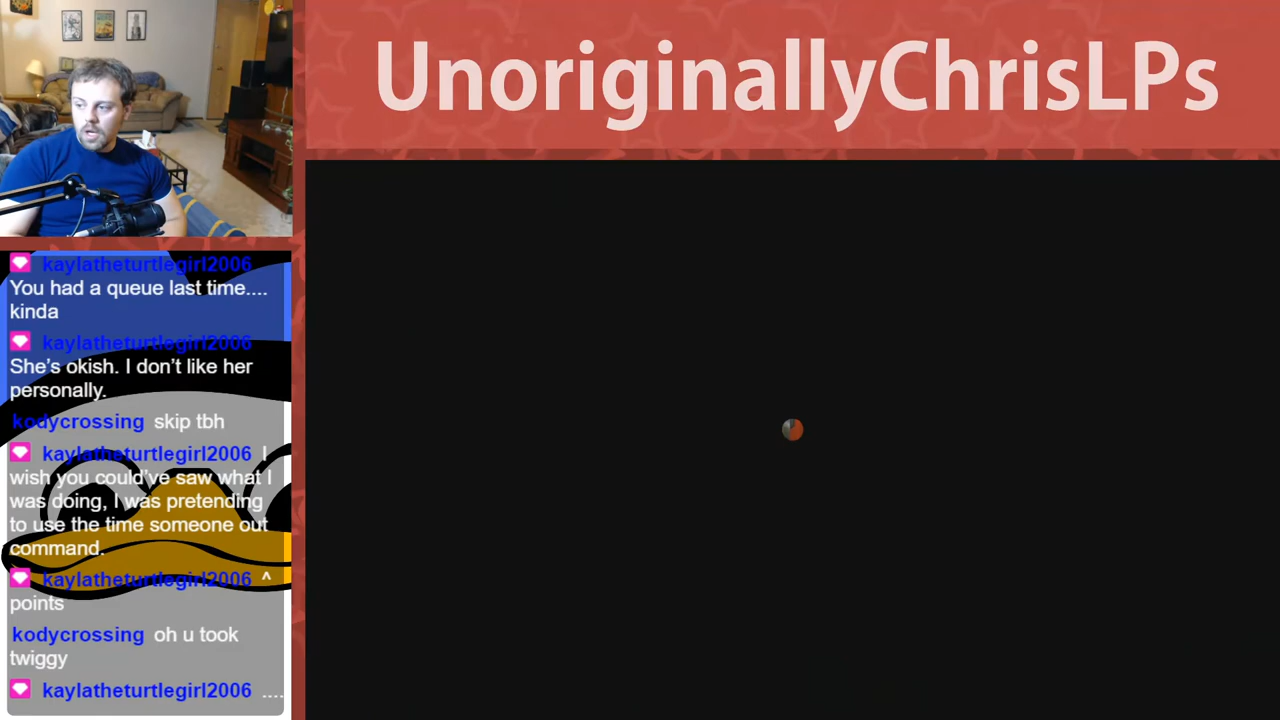 UnoriginallyChrisLPs
kaylatheturtlegirl2006
You had a queue last time....
kinda
kaylatheturtlegirl2006
She's okish. I don't like her
personally.
kodycrossing skip tbh
kaylatheturtlegirl2006 I
wish you could've saw what I
was doing, I was pretending
to use the time someone out
command.
kaylatheturtlegirl2006 ^
points
kodycrossing oh u took
twiggy
kaylatheturtlegirl2006 ....